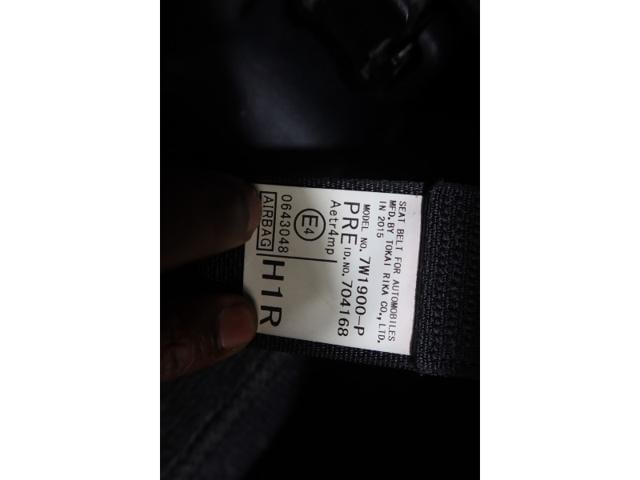 SEAT BELT FOR AUTOMOBILES
MFD. BY TOKAI RIKA CO., LTD.
IN 2015
MODEL NO. 7W1900-P
PRE ID.NO. 704168
Aetr4mp
E4
0643048
AIRBAG
H1R